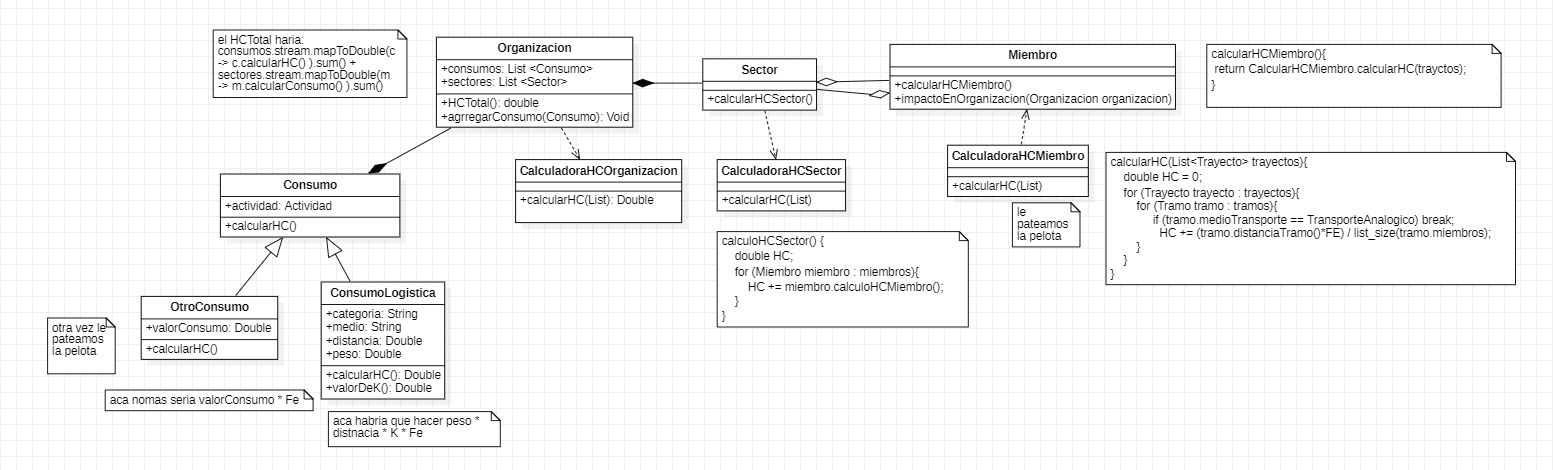 el HCTotal haria:
consumos.stream.mapToDouble(c
-> c.calcularHC() ).sum() +
sectores.stream.mapToDouble(m
-> m.calcularConsumo() ).sum()
Organizacion
+consumos: List <Consumo>
+sectores: List <Sector>
+HCTotal(): double
+agrregarConsumo(Consumo): Void
Sector
+calcularHCSector()
Miembro
+calcularHCMiembro()
+impactoEnOrganizacion(Organizacion organizacion)
calcularHCMiembro(){
return CalcularHCMiembro.calcularHC(trayctos);
}
CalculadoraHCOrganizacion
+calcularHC(List): Double
CalculadoraHCSector
+calcularHC(List)
CalculadoraHCMiembro
+calcularHC(List)
le
pateamos
la pelota
calcularHC(List<Trayecto> trayectos){
double HC = 0;
for (Trayecto trayecto : trayectos){
for (Tramo tramo : tramos){
if (tramo.medioTransporte == TransporteAnalogico) break;
HC += (tramo.distanciaTramo()*FE) / list_size(tramo.miembros);
}
}
}
Consumo
+actividad: Actividad
+calcularHC()
calculoHCSector() {
double HC;
for (Miembro miembro : miembros){
HC += miembro.calculoHCMiembro();
}
}
OtroConsumo
+valorConsumo: Double
+calcularHC()
ConsumoLogistica
+categoria: String
+medio: String
+distancia: Double
+peso: Double
+calcularHC(): Double
+valorDeK(): Double
otra vez le
pateamos
la pelota
aca nomas seria valorConsumo * Fe
aca habria que hacer peso *
distnacia * K * Fe